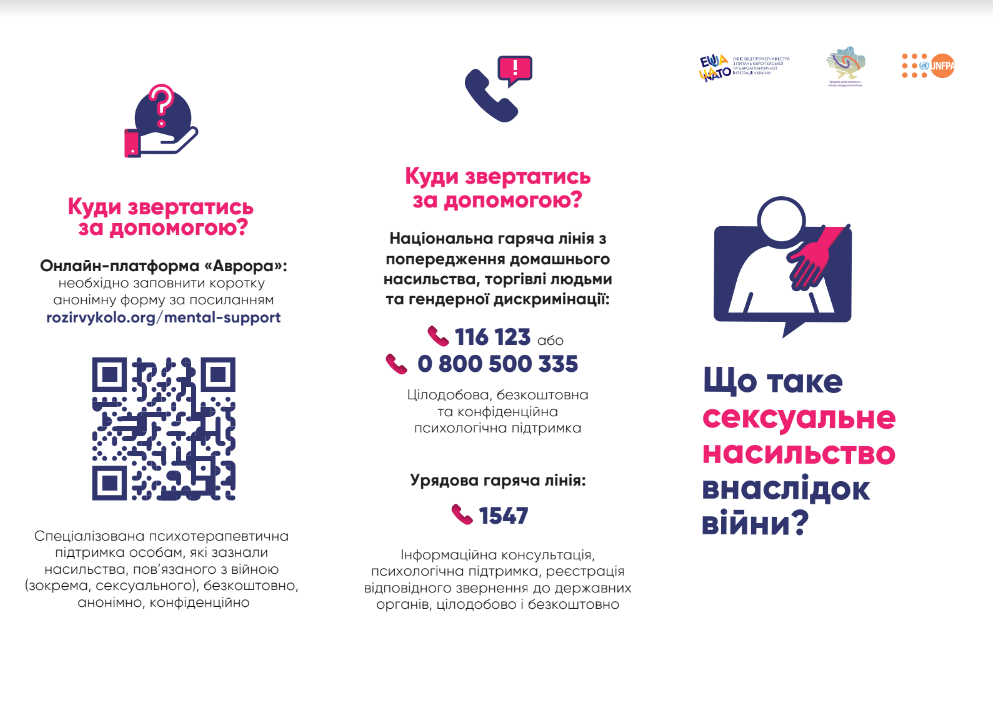 Куди звертатись
за допомогою?
Онлайн-платформа «Аврора»:
необхідно заповнити коротку
анонімну форму за посиланням
rozirvykolo.org/mental-support
Спеціалізована психотерапевтична
підтримка особам, які зазнали
насильства, пов’язаного з війною
(зокрема, сексуального), безкоштовно,
анонімно, конфіденційно
Куди звертатись
за допомогою?
Національна гаряча лінія з
попередження домашнього
насильства, торгівлі людьми
та гендерної дискримінації:
116 123 або
0 800 500 335
Цілодобова, безкоштовна
та конфіденційна
психологічна підтримка
Урядова гаряча лінія:
1547
Інформаційна консультація,
психологічна підтримка, реєстрація
відповідного звернення до державних
органів, цілодобово і безкоштовно
UNFPA
Що таке
сексуальне
насильство
внаслідок
війни?